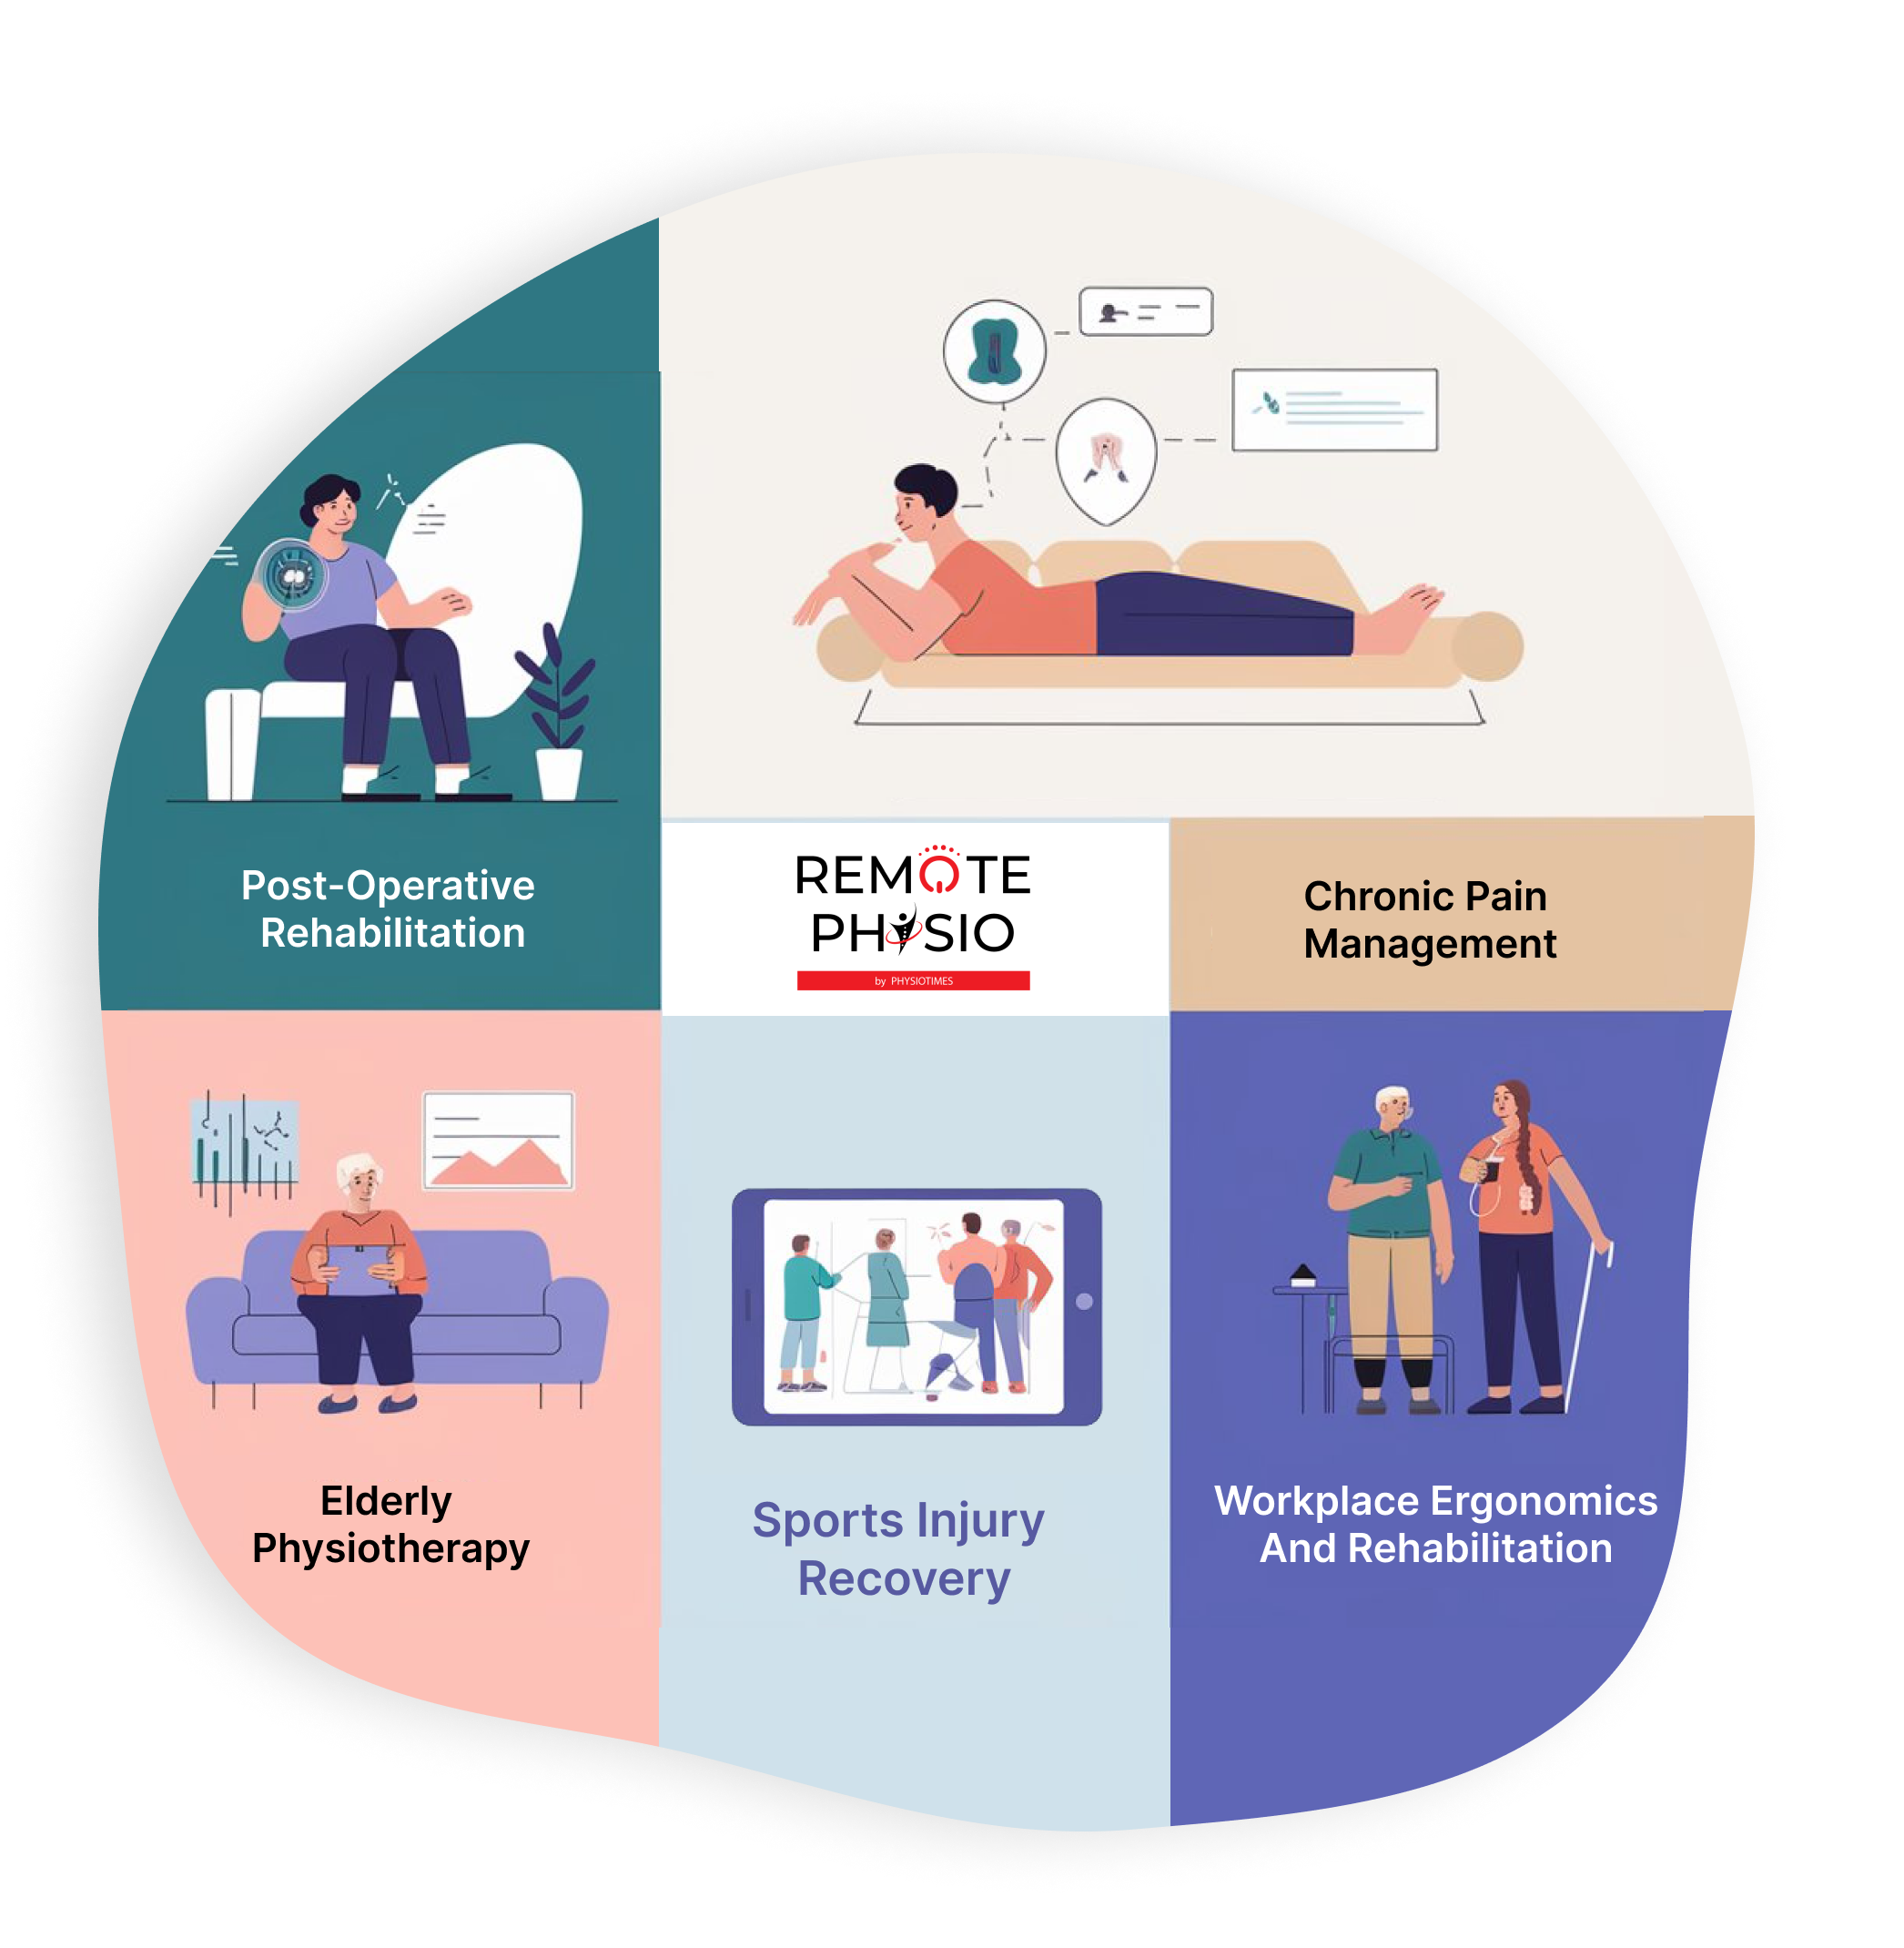 Post-Operative
Rehabilitation
REMOTE
PHYSIO
by PHYSIOTIMES
Chronic Pain
Management
Elderly
Physiotherapy
Sports Injury
Recovery
Workplace Ergonomics
And Rehabilitation